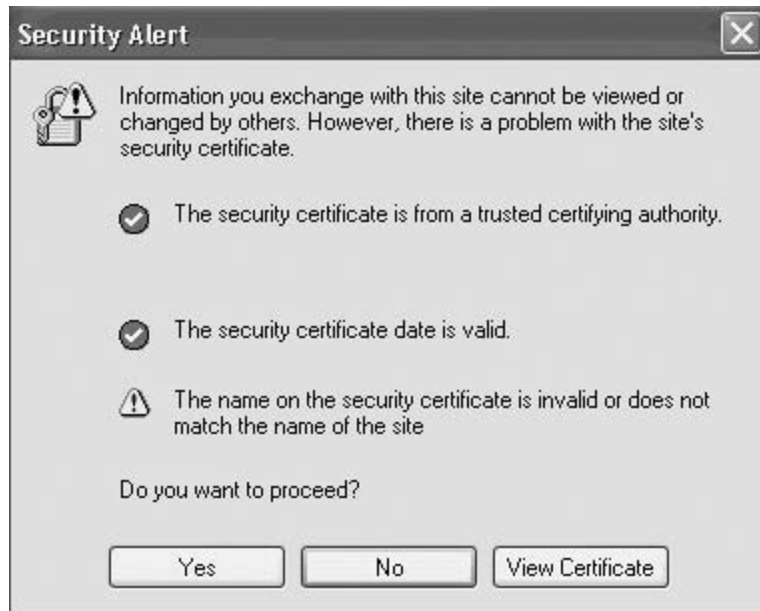 Security Alert
Information you exchange with this site cannot be viewed or
changed by others. However, there is a problem with the site's
security certificate.
The security certificate is from a trusted certifying authority.
The security certificate date is valid.
The name on the security certificate is invalid or does not
match the name of the site
Do you want to proceed?
Yes No View Certificate